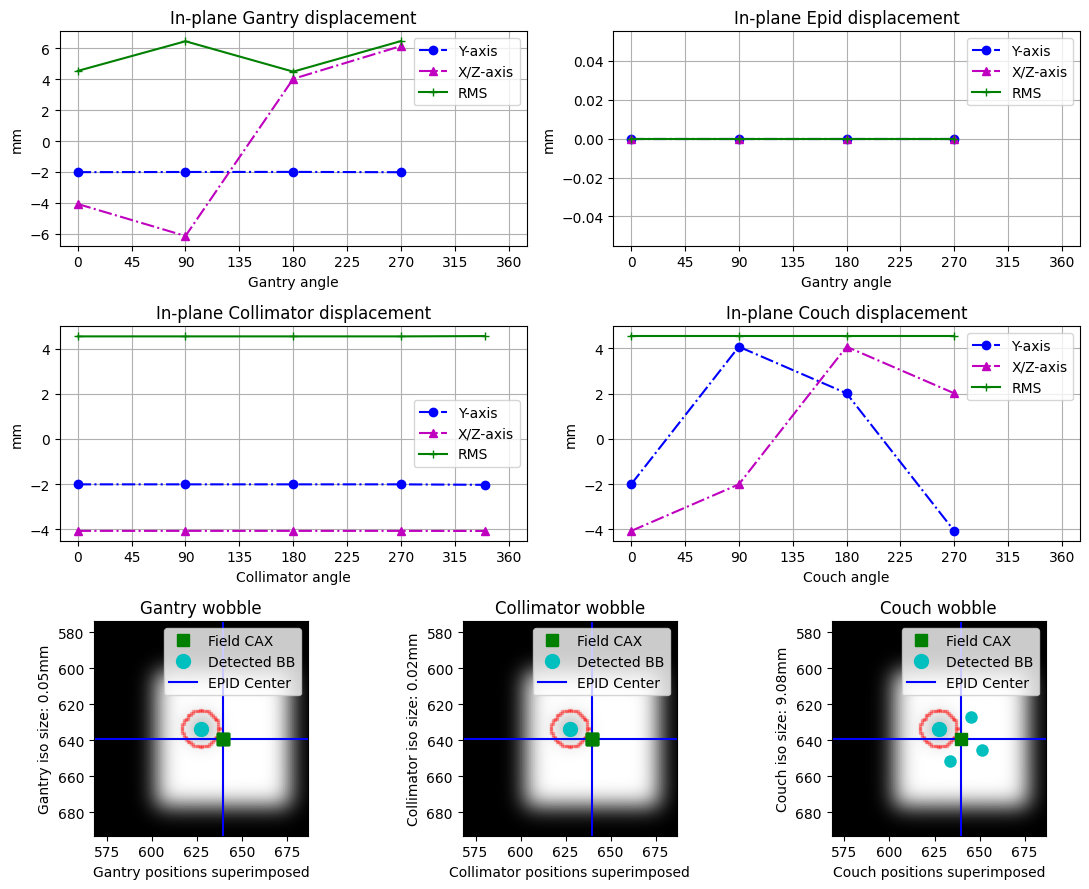 In-plane Gantry displacement
mm
6
4
2
0
−2
−4
−6
Y-axis
X/Z-axis
RMS
0 45 90 135 180 225 270 315 360
Gantry angle
In-plane Epid displacement
mm
0.04
0.02
0.00
−0.02
−0.04
Y-axis
X/Z-axis
RMS
0 45 90 135 180 225 270 315 360
Gantry angle
In-plane Collimator displacement
mm
4
2
0
−2
−4
Y-axis
X/Z-axis
RMS
0 45 90 135 180 225 270 315 360
Collimator angle
In-plane Couch displacement
mm
4
2
0
−2
−4
Y-axis
X/Z-axis
RMS
0 45 90 135 180 225 270 315 360
Couch angle
Gantry wobble
Gantry iso size: 0.05mm
580
600
620
640
660
680
Field CAX
Detected BB
EPID Center
575 600 625 650 675
Gantry positions superimposed
Collimator wobble
Collimator iso size: 0.02mm
580
600
620
640
660
680
Field CAX
Detected BB
EPID Center
575 600 625 650 675
Collimator positions superimposed
Couch wobble
Couch iso size: 9.08mm
580
600
620
640
660
680
Field CAX
Detected BB
EPID Center
575 600 625 650 675
Couch positions superimposed